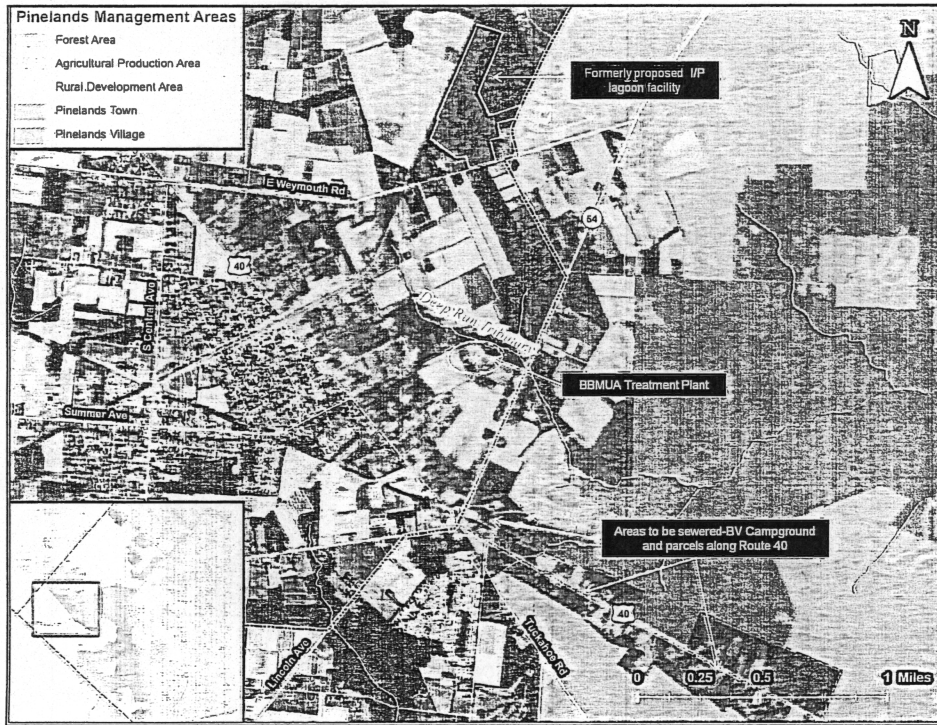 Pinelands Management Areas
Forest Area
Agricultural Production Area
Rural Development Area
Pinelands Town
Pinelands Village
N
Formerly proposed I/P
lagoon facility
E Weymouth Rd
54
40
S Central Ave
Deep Run Tributary
BBMUA Treatment Plant
Summer Ave
Areas to be sewered-BV Campground
and parcels along Route 40
40
Lincoln Ave
Tuckahoe Rd
0 0.25 0.5 1 Miles